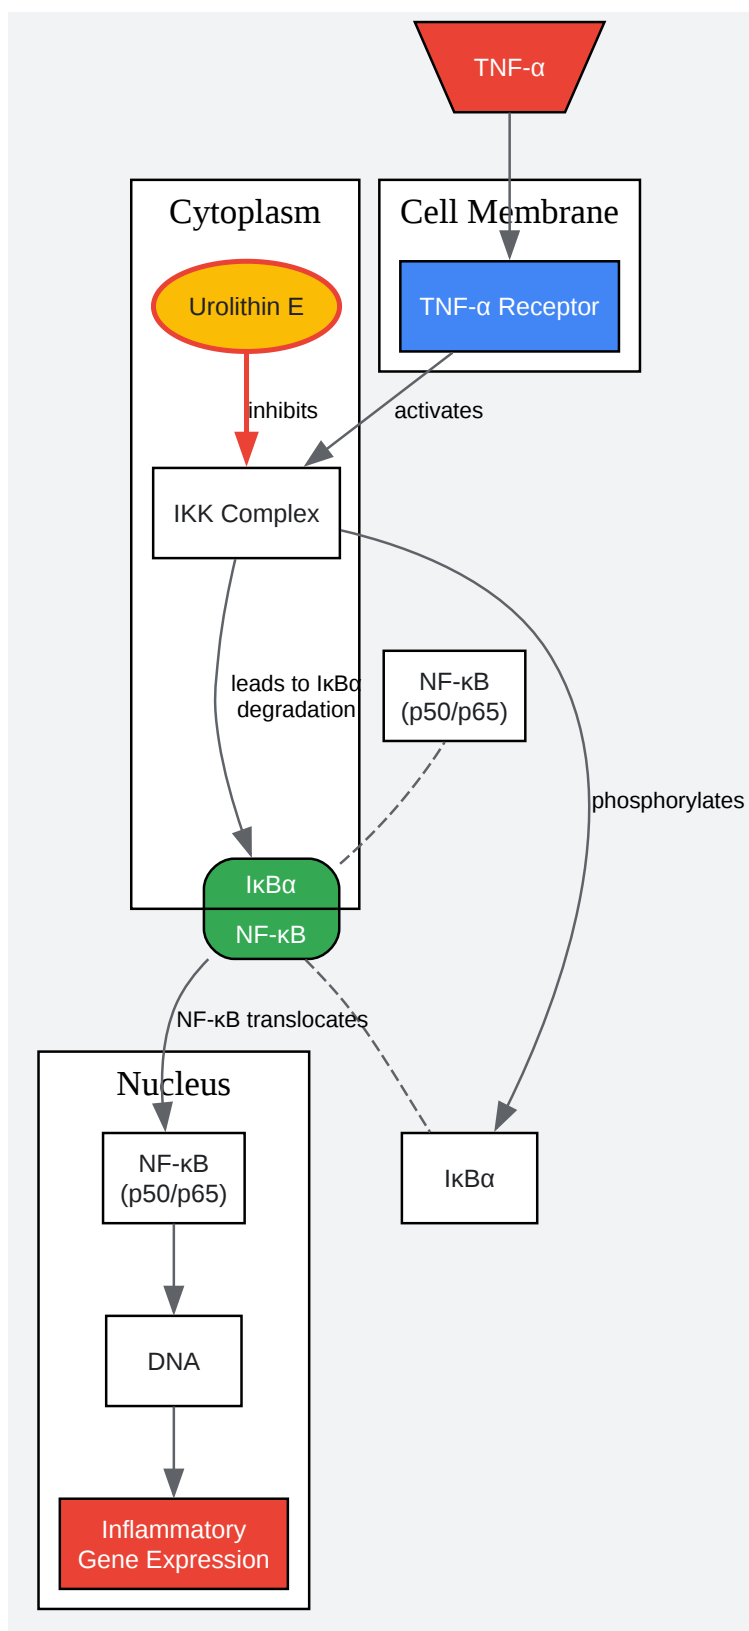 TNF-α
Cytoplasm
Cell Membrane
Urolithin E
TNF-α Receptor
inhibits
activates
IKK Complex
leads to IκBα
degradation
NF-κB
(p50/p65)
phosphorylates
IκBα
NF-κB
NF-κB translocates
Nucleus
NF-κB
(p50/p65)
IκBα
DNA
Inflammatory
Gene Expression